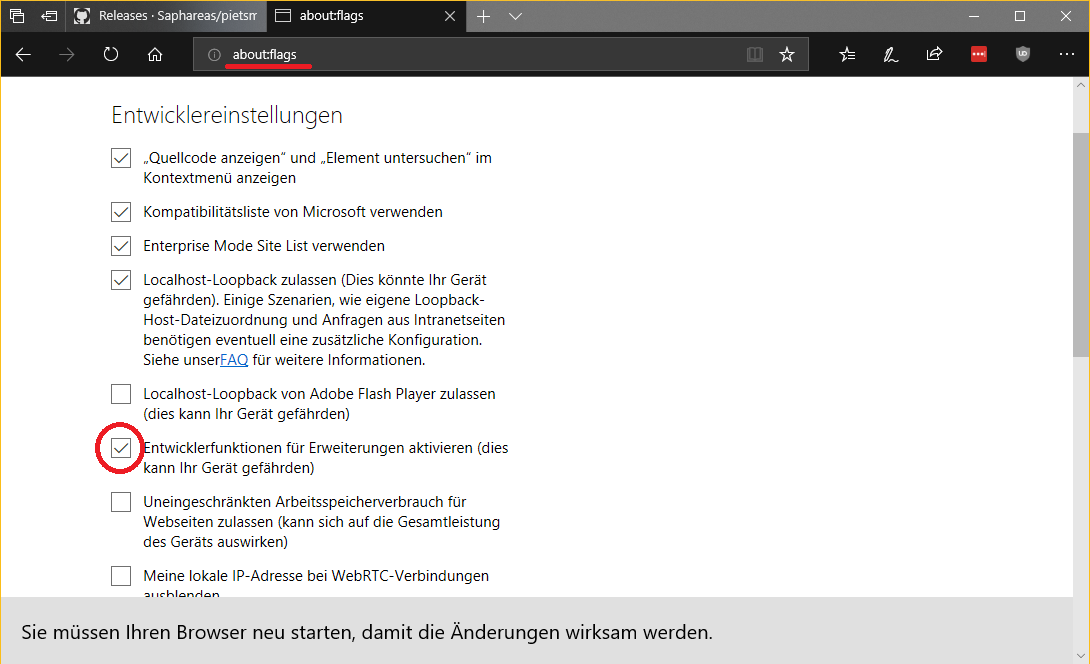 Releases · Saphareas/pietsm
about:flags
about:flags
UD
Entwicklereinstellungen
„Quellcode anzeigen“ und „Element untersuchen“ im
Kontextmenü anzeigen
Kompatibilitätsliste von Microsoft verwenden
Enterprise Mode Site List verwenden
Localhost-Loopback zulassen (Dies könnte Ihr Gerät
gefährden). Einige Szenarien, wie eigene Loopback-
Host-Dateizuordnung und Anfragen aus Intranetseiten
benötigen eventuell eine zusätzliche Konfiguration.
Siehe unserFAQ für weitere Informationen.
Localhost-Loopback von Adobe Flash Player zulassen
(dies kann Ihr Gerät gefährden)
Entwicklerfunktionen für Erweiterungen aktivieren (dies
kann Ihr Gerät gefährden)
Uneingeschränkten Arbeitsspeicherverbrauch für
Webseiten zulassen (kann sich auf die Gesamtleistung
des Geräts auswirken)
Meine lokale IP-Adresse bei WebRTC-Verbindungen
ausblenden
Sie müssen Ihren Browser neu starten, damit die Änderungen wirksam werden.